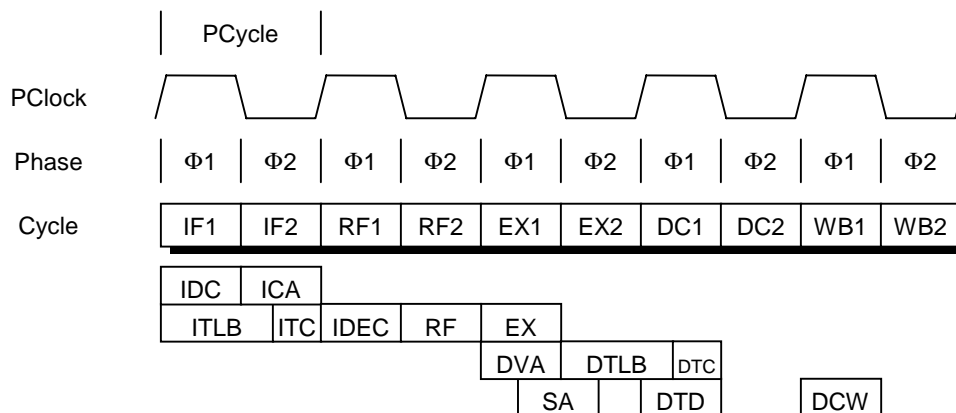 PCycle
PClock
Phase Φ1 Φ2 Φ1 Φ2 Φ1 Φ2 Φ1 Φ2 Φ1 Φ2
Cycle IF1 IF2 RF1 RF2 EX1 EX2 DC1 DC2 WB1 WB2
IDC ICA
ITLB ITC IDEC RF EX
DVA DTLB DTC
SA DTD DCW